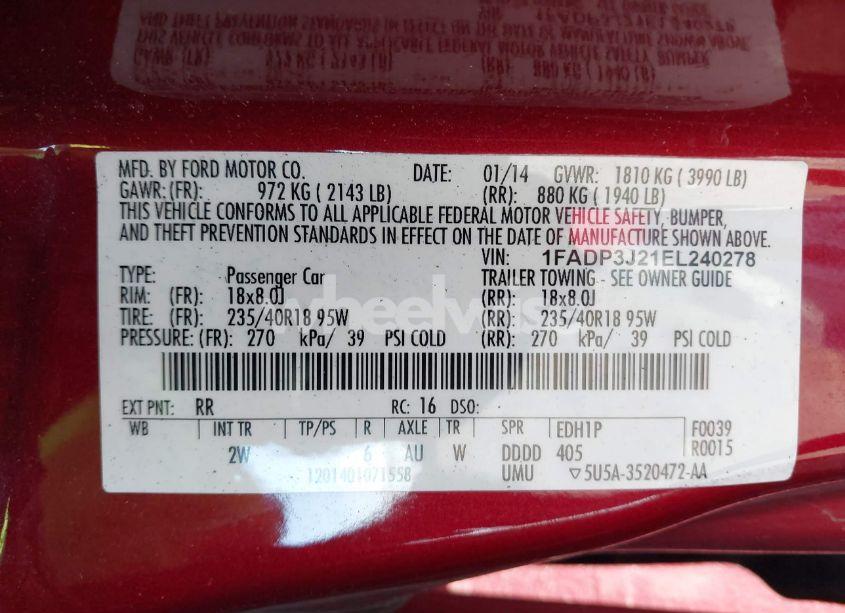 MFD. BY FORD MOTOR CO. DATE: 01/14 GVWR: 1810 KG ( 3990 LB)
GAWR: (FR): 972 KG ( 2143 LB) (RR): 880 KG ( 1940 LB)
THIS VEHICLE CONFORMS TO ALL APPLICABLE FEDERAL MOTOR VEHICLE SAFETY, BUMPER,
AND THEFT PREVENTION STANDARDS IN EFFECT ON THE DATE OF MANUFACTURE SHOWN ABOVE.
VIN: 1FADP3J21EL240278
TYPE: Passenger Car TRAILER TOWING - SEE OWNER GUIDE
RIM: (FR): 18x8.0J (RR): 18x8.0J
TIRE: (FR): 235/40R18 95W (RR): 235/40R18 95W
PRESSURE: (FR): 270 kPa/ 39 PSI COLD (RR): 270 kPa/ 39 PSI COLD
EXT PNT: RR RC: 16 DSO:
WB INT TR TP/PS R AXLE TR SPR EDH1P F0039
2W 6 AU W DDDD 405 R0015
1201401071558 UMU 5U5A-3520472-AA